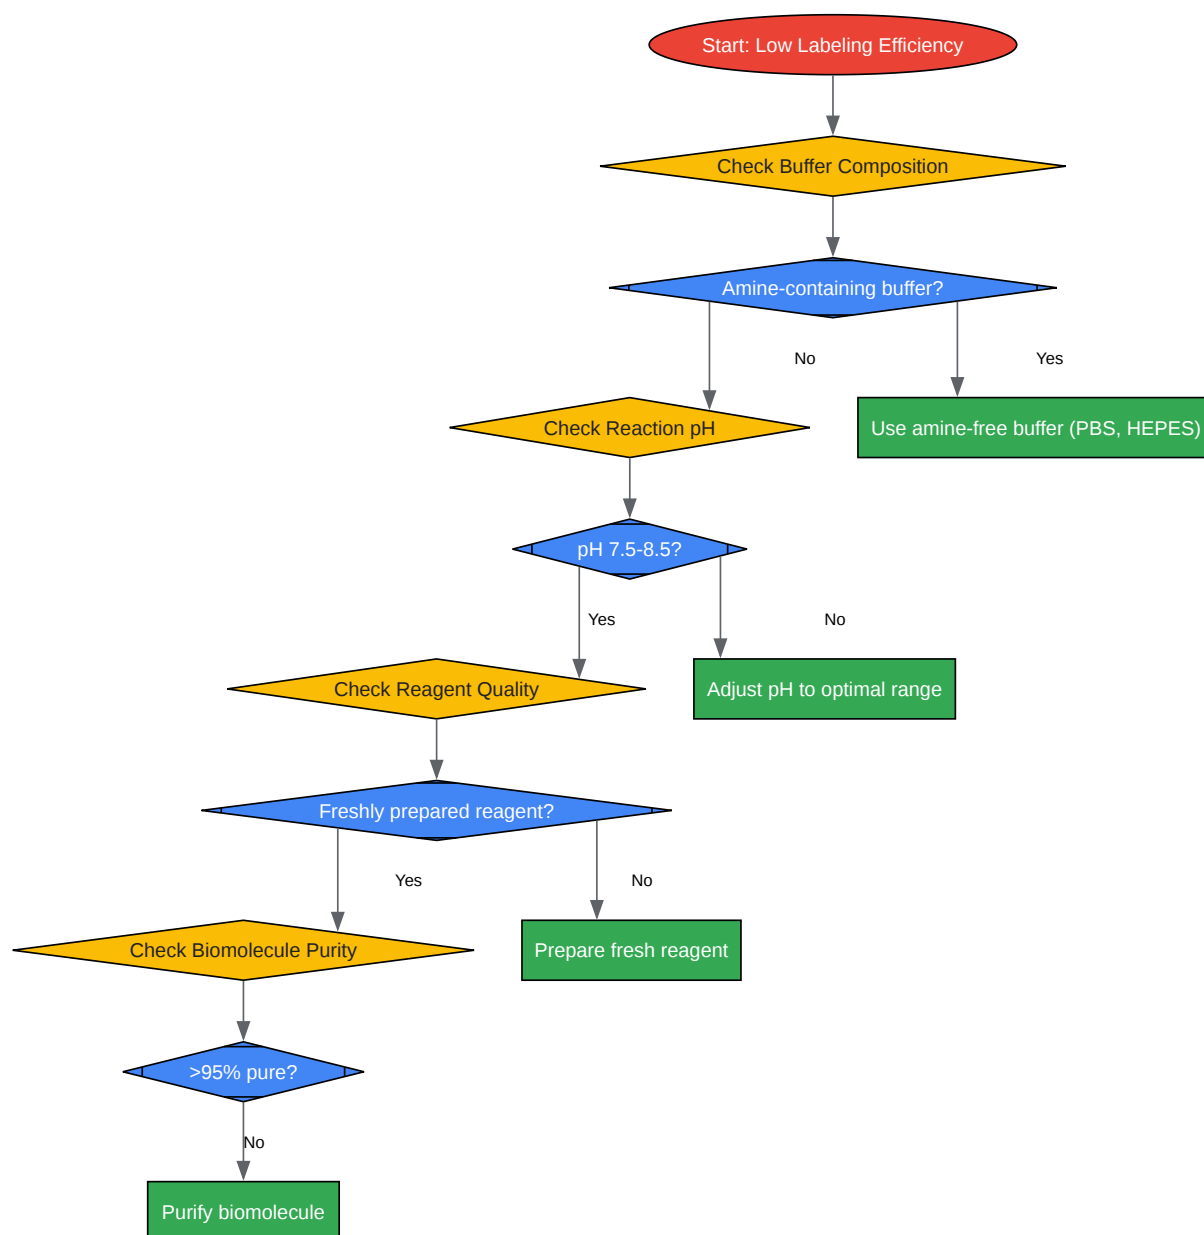 Start: Low Labeling Efficiency
Check Buffer Composition
Amine-containing buffer?
No
Yes
Check Reaction pH
Use amine-free buffer (PBS, HEPES)
pH 7.5-8.5?
Yes
No
Check Reagent Quality
Adjust pH to optimal range
Freshly prepared reagent?
Yes
No
Check Biomolecule Purity
Prepare fresh reagent
>95% pure?
No
Purify biomolecule